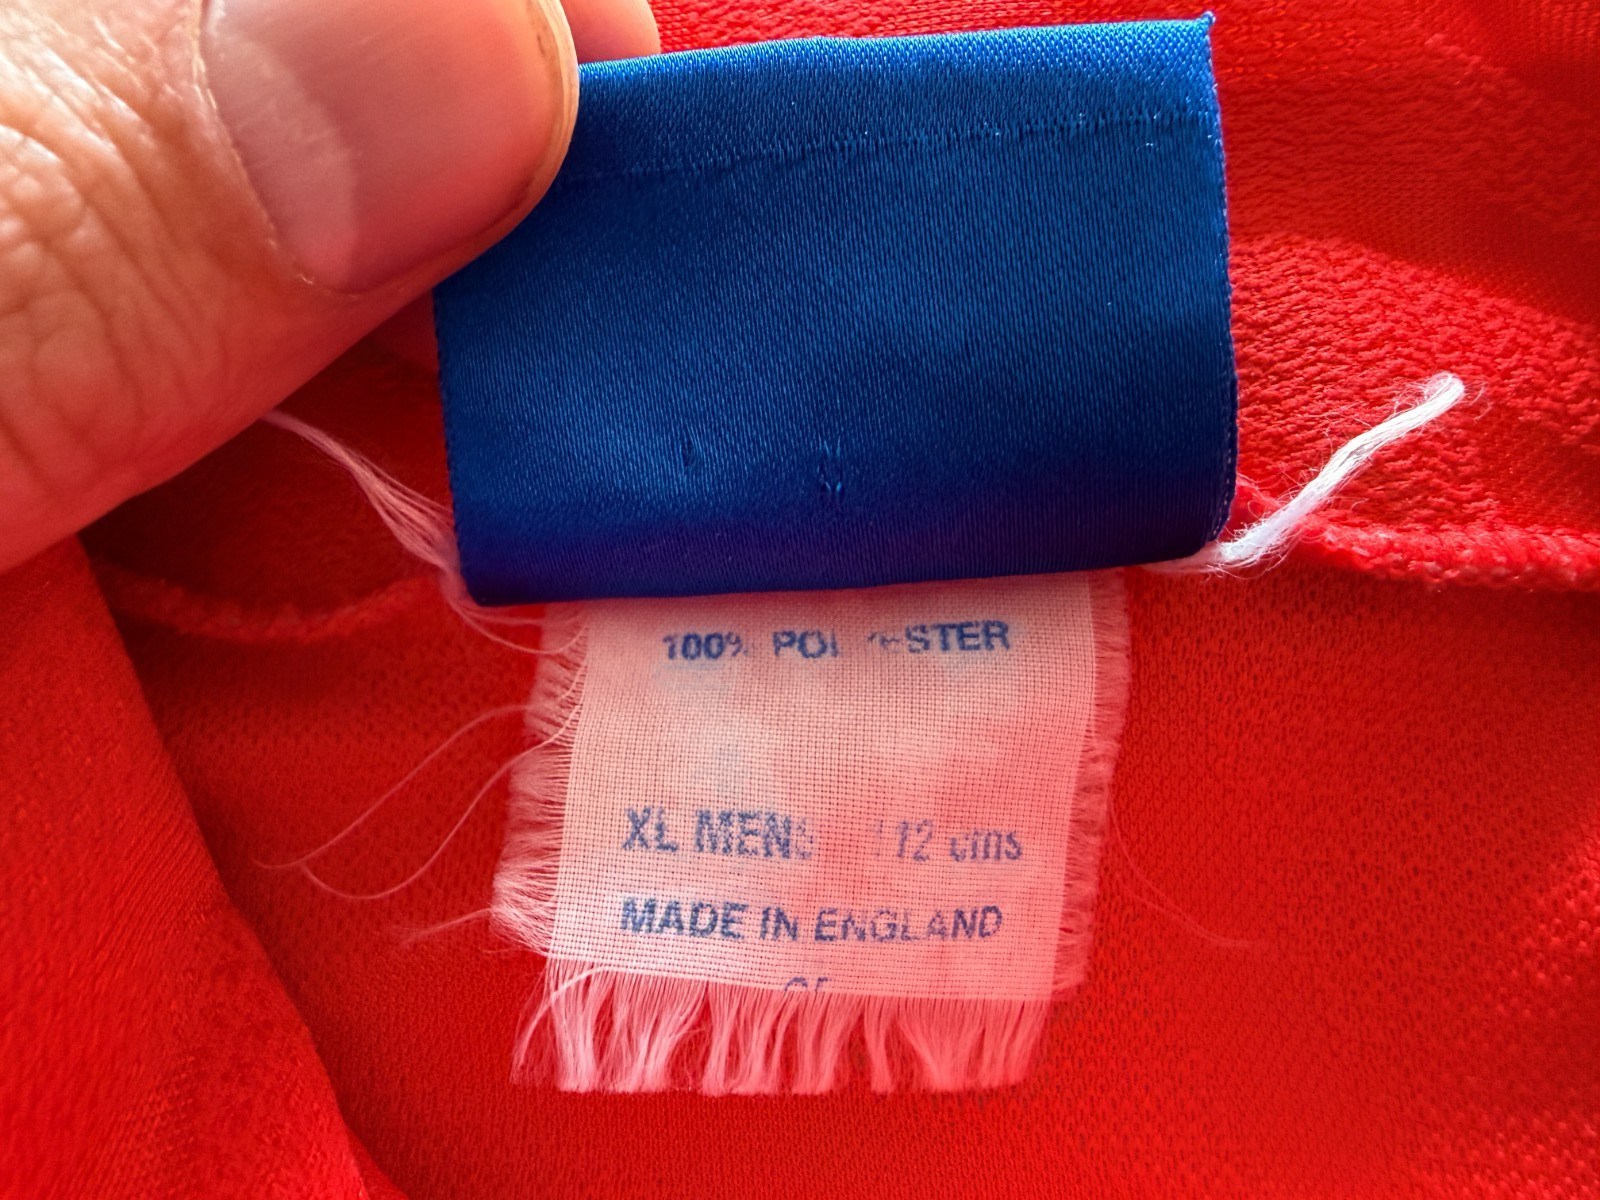 100% POLYESTER
XL MENS 112 cms
MADE IN ENGLAND